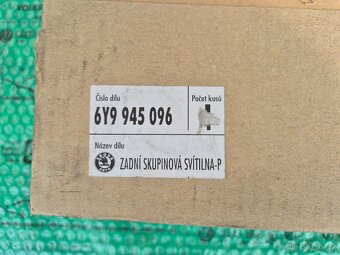 Číslo dílu
Počet kusů
6Y9 945 096
Název dílu
ZADNÍ SKUPINOVÁ SVÍTILNA-P